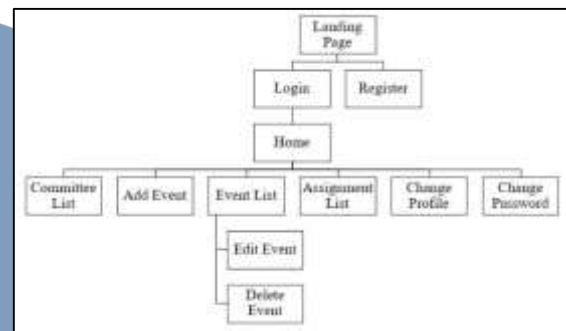 Landing
Page
Login
Register
Home
Committee
List
Add Event
Event List
Assignment
List
Change
Profile
Change
Password
Edit Event
Delete
Event